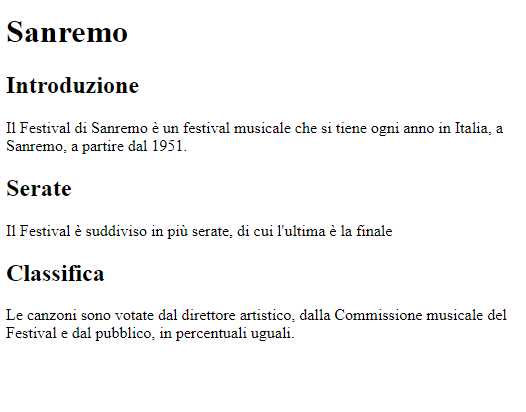 Sanremo
Introduzione
Il Festival di Sanremo è un festival musicale che si tiene ogni anno in Italia, a
Sanremo, a partire dal 1951.
Serate
Il Festival è suddiviso in più serate, di cui l'ultima è la finale
Classifica
Le canzoni sono votate dal direttore artistico, dalla Commissione musicale del
Festival e dal pubblico, in percentuali uguali.